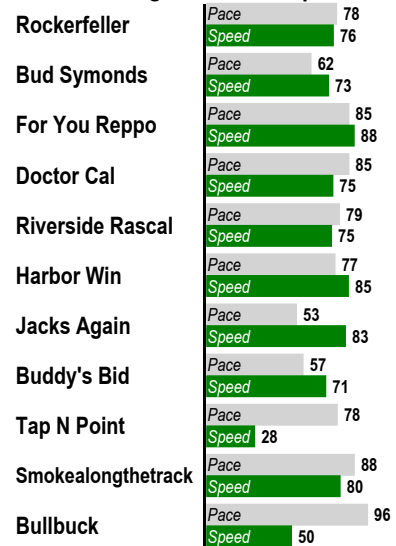 Rockerfeller
Pace 78
Speed 76
Bud Symonds
Pace 62
Speed 73
For You Reppo
Pace 85
Speed 88
Doctor Cal
Pace 85
Speed 75
Riverside Rascal
Pace 79
Speed 75
Harbor Win
Pace 77
Speed 85
Jacks Again
Pace 53
Speed 83
Buddy's Bid
Pace 57
Speed 71
Tap N Point
Pace 78
Speed 28
Smokealongthetrack
Pace 88
Speed 80
Bullbuck
Pace 96
Speed 50